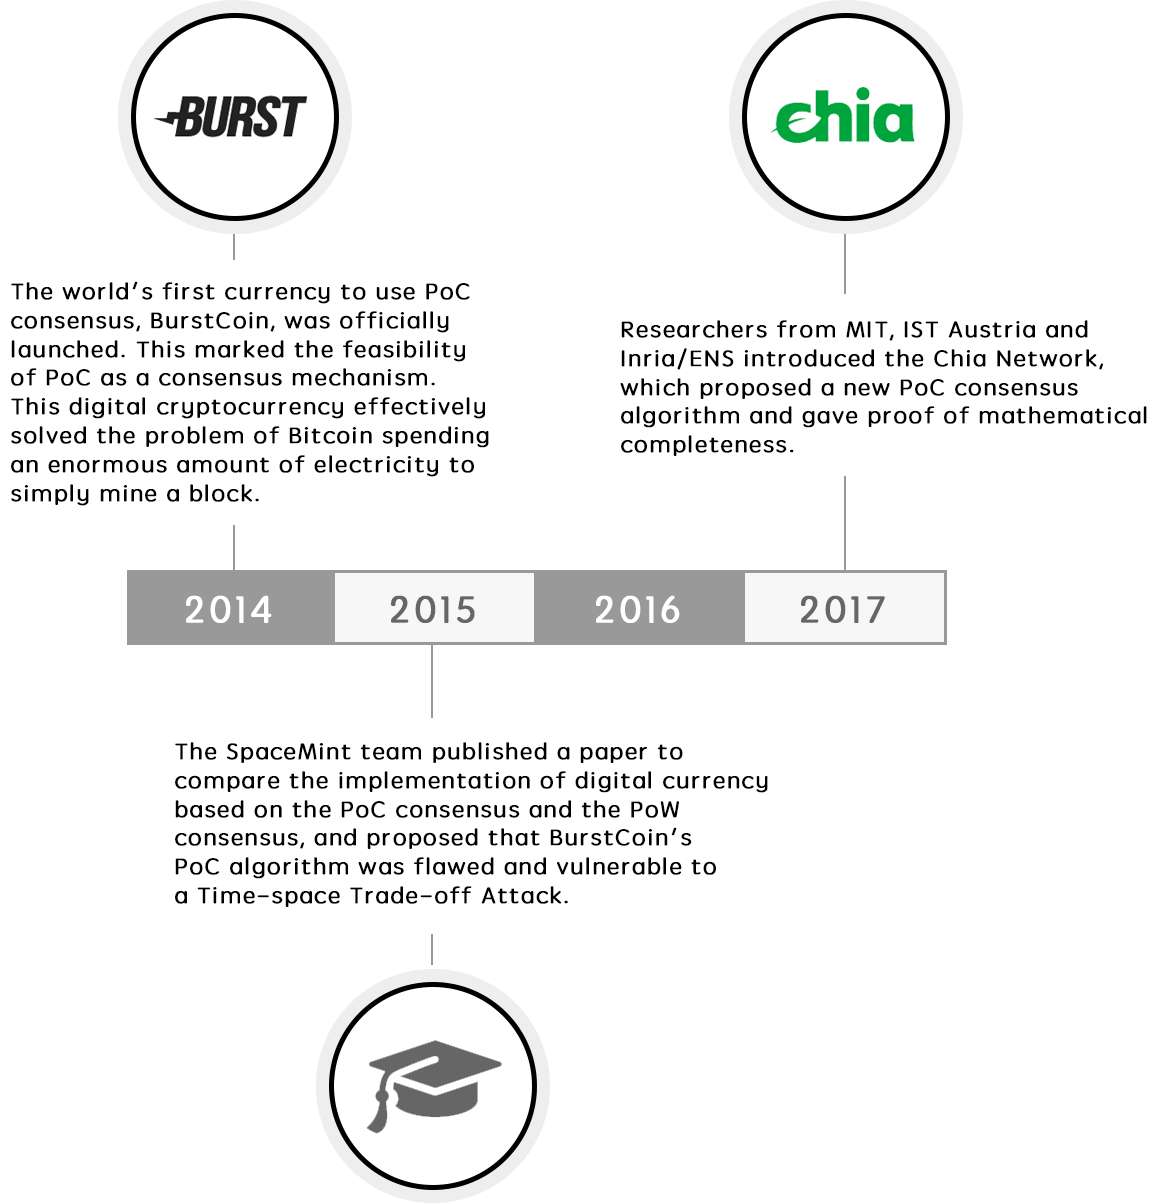 BURST
chia
The world's first currency to use PoC
consensus, BurstCoin, was officially
launched. This marked the feasibility
of PoC as a consensus mechanism.
This digital cryptocurrency effectively
solved the problem of Bitcoin spending
an enormous amount of electricity to
simply mine a block.
Researchers from MIT, IST Austria and
Inria/ENS introduced the Chia Network,
which proposed a new PoC consensus
algorithm and gave proof of mathematical
completeness.
2014 2015 2016 2017
The SpaceMint team published a paper to
compare the implementation of digital currency
based on the PoC consensus and the PoW
consensus, and proposed that BurstCoin's
PoC algorithm was flawed and vulnerable to
a Time-space Trade-off Attack.